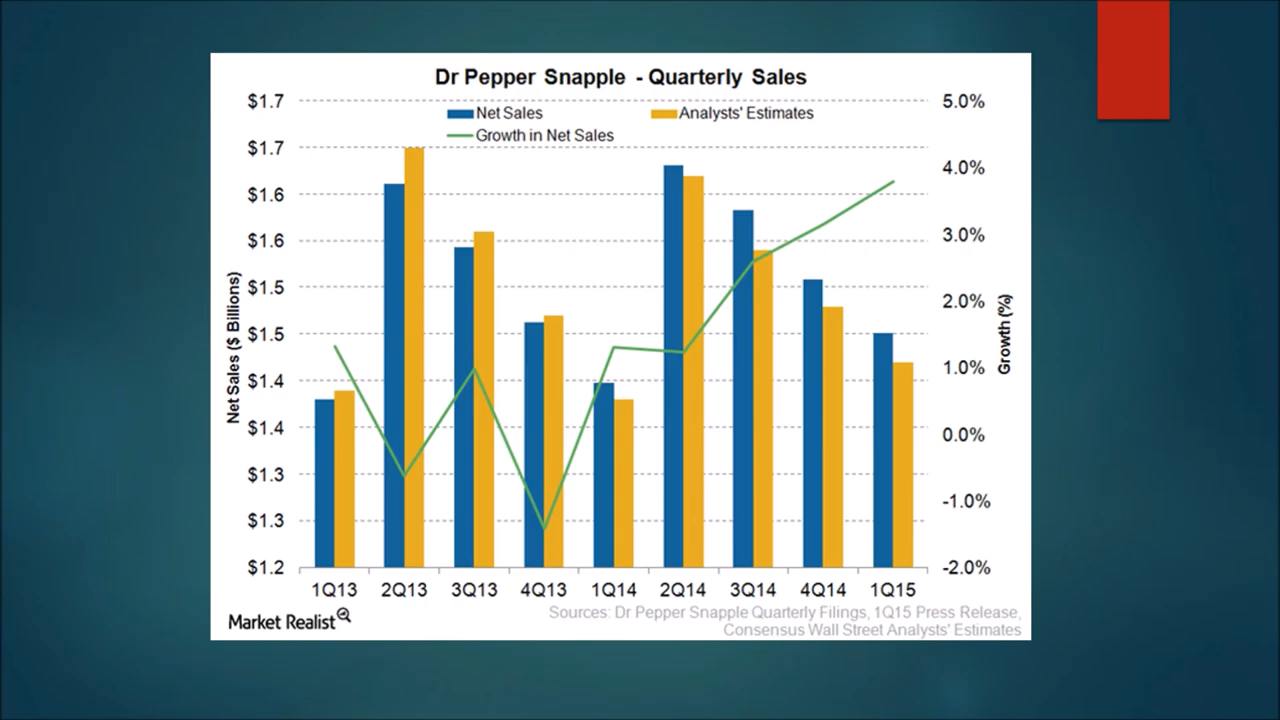 Dr Pepper Snapple - Quarterly Sales
Net Sales
Analysts' Estimates
Growth in Net Sales
$1.7
$1.7
$1.6
$1.6
$1.5
$1.5
$1.4
$1.4
$1.3
$1.3
$1.2
Net Sales ($ Billions)
5.0%
4.0%
3.0%
2.0%
1.0%
0.0%
-1.0%
-2.0%
Growth (%)
1Q13 2Q13 3Q13 4Q13 1Q14 2Q14 3Q14 4Q14 1Q15
Market Realist
Sources: Dr Pepper Snapple Quarterly Filings, 1Q15 Press Release,
Consensus Wall Street Analysts' Estimates